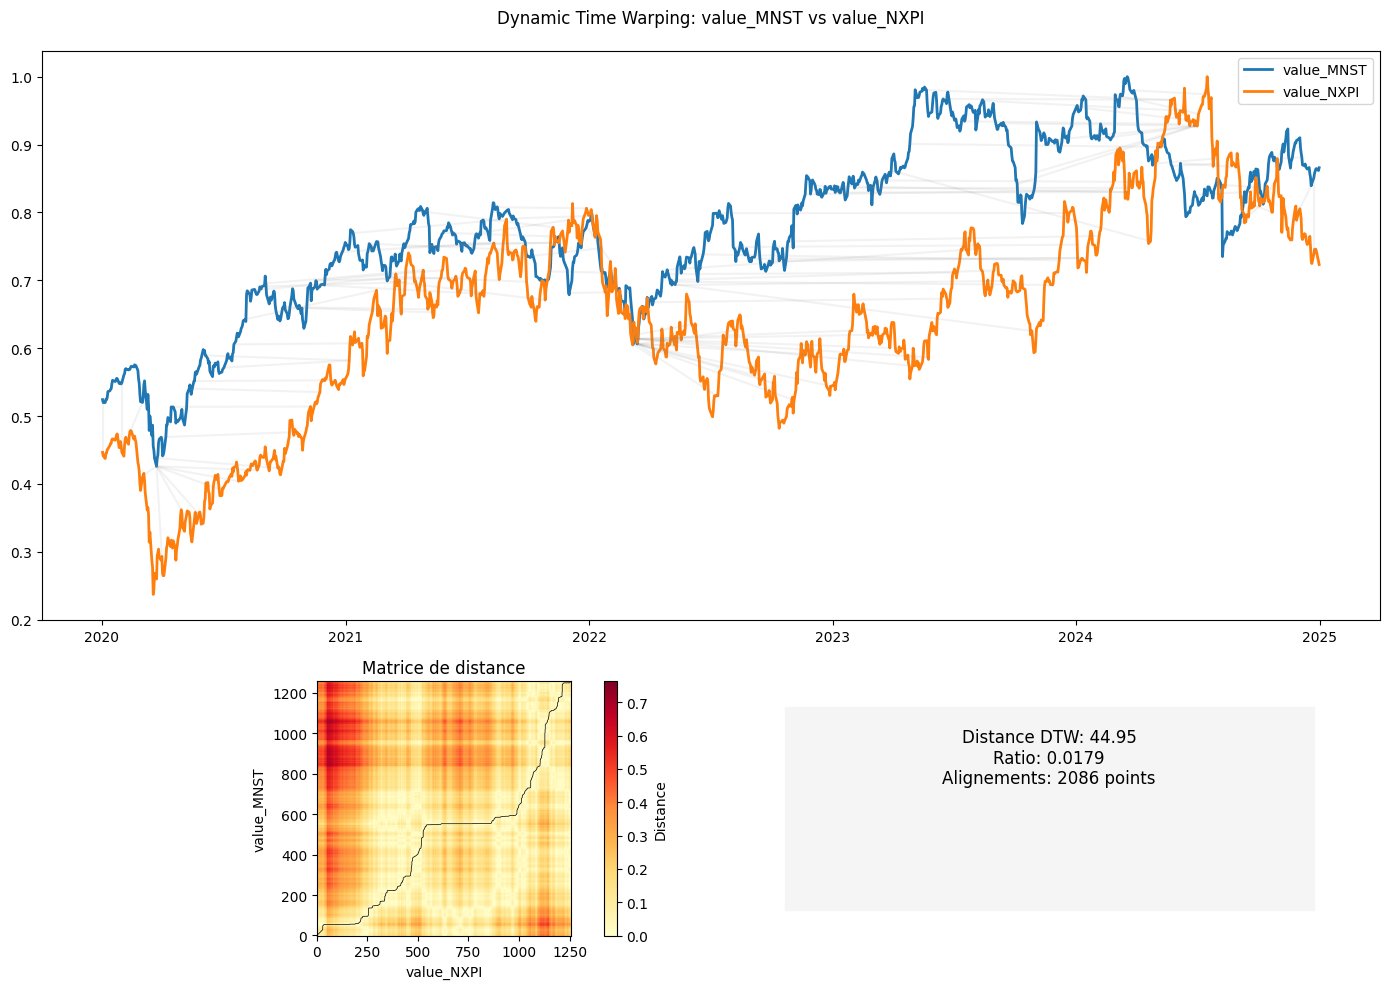 Dynamic Time Warping: value_MNST vs value_NXPI
value_MNST
value_NXPI
1.0
0.9
0.8
0.7
0.6
0.5
0.4
0.3
0.2
2020 2021 2022 2023 2024 2025
Matrice de distance
value_MNST
1200
1000
800
600
400
200
0
0 250 500 750 1000 1250
value_NXPI
0.7
0.6
0.5
0.4
0.3
0.2
0.1
0.0
Distance
Distance DTW: 44.95
Ratio: 0.0179
Alignements: 2086 points